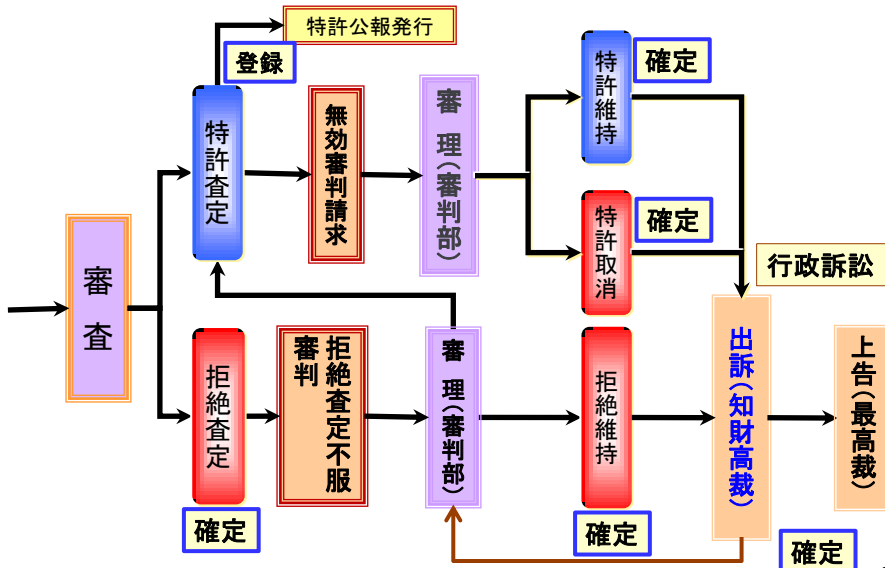 特許公報発行
登録
確定
特許査定
無効審判請求
審理(審判部)
特許維持
特許取消
確定
行政訴訟
審査
拒絶査定
拒絶査定不服
審判
審理(審判部)
拒絶維持
出訴(知財高裁)
上告(最高裁)
確定
確定
確定